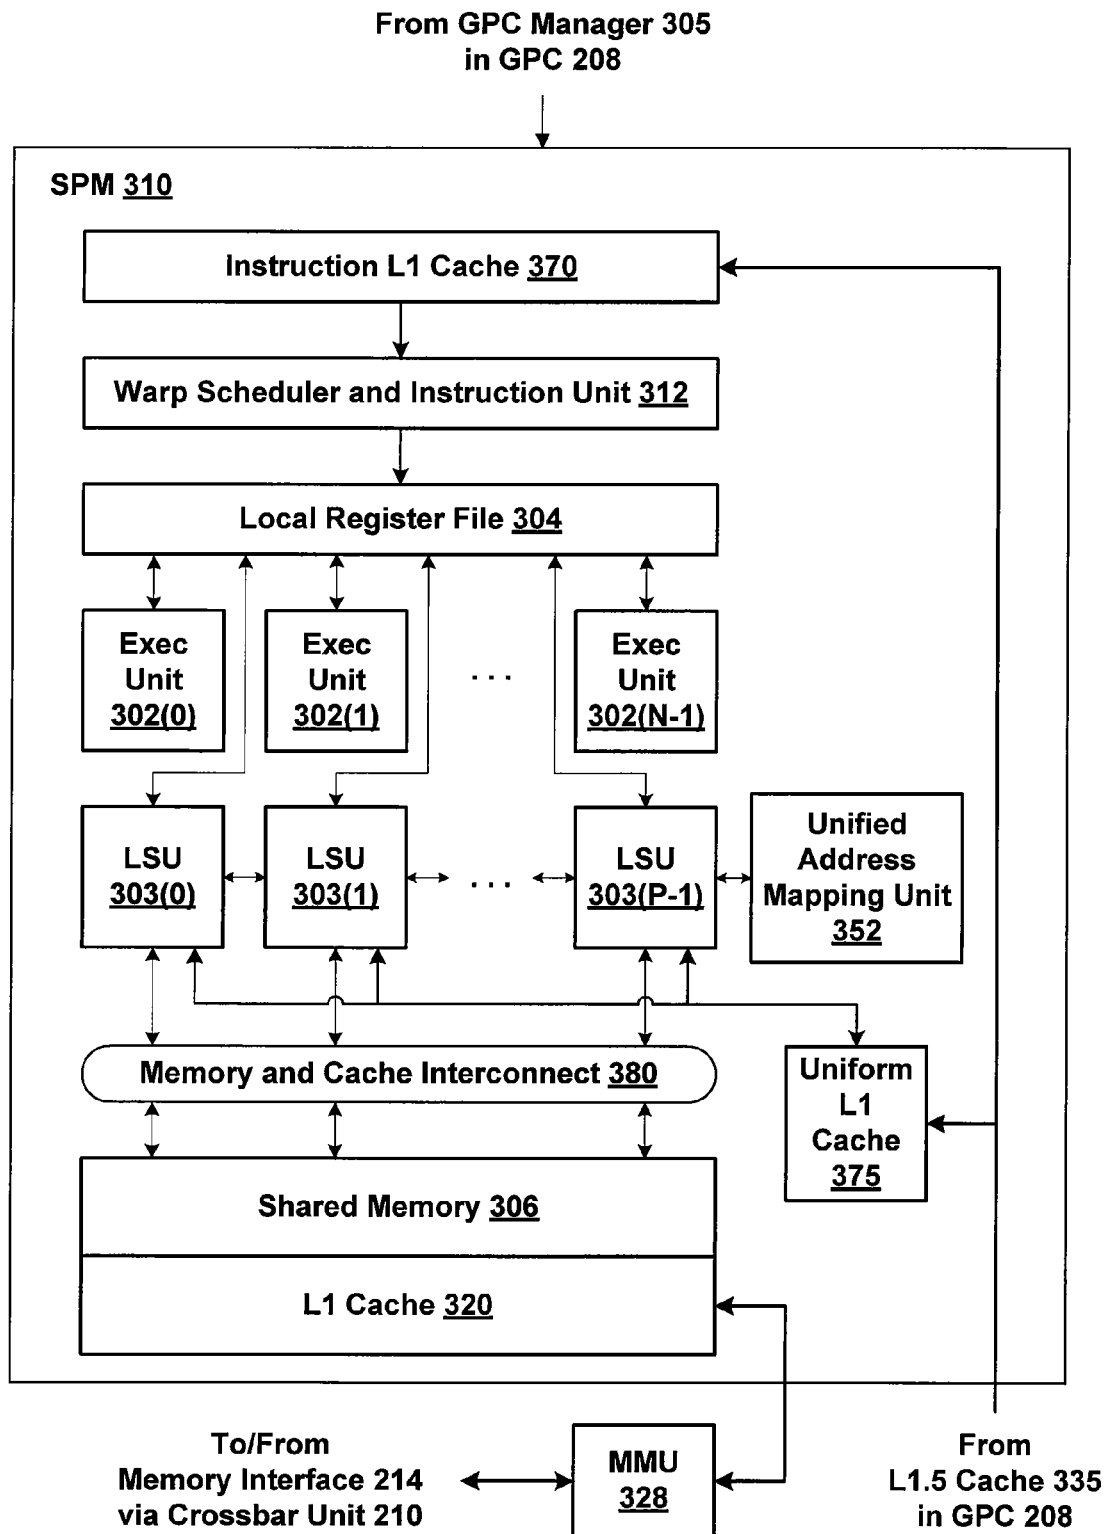 From GPC Manager 305
in GPC 208
SPM 310
Instruction L1 Cache 370
Warp Scheduler and Instruction Unit 312
Local Register File 304
Exec
Unit
302(0)
Exec
Unit
302(1)
. . .
Exec
Unit
302(N-1)
LSU
303(0)
LSU
303(1)
. . .
LSU
303(P-1)
Unified
Address
Mapping Unit
352
Memory and Cache Interconnect 380
Uniform
L1
Cache
375
Shared Memory 306
L1 Cache 320
To/From
Memory Interface 214
via Crossbar Unit 210
MMU
328
From
L1.5 Cache 335
in GPC 208